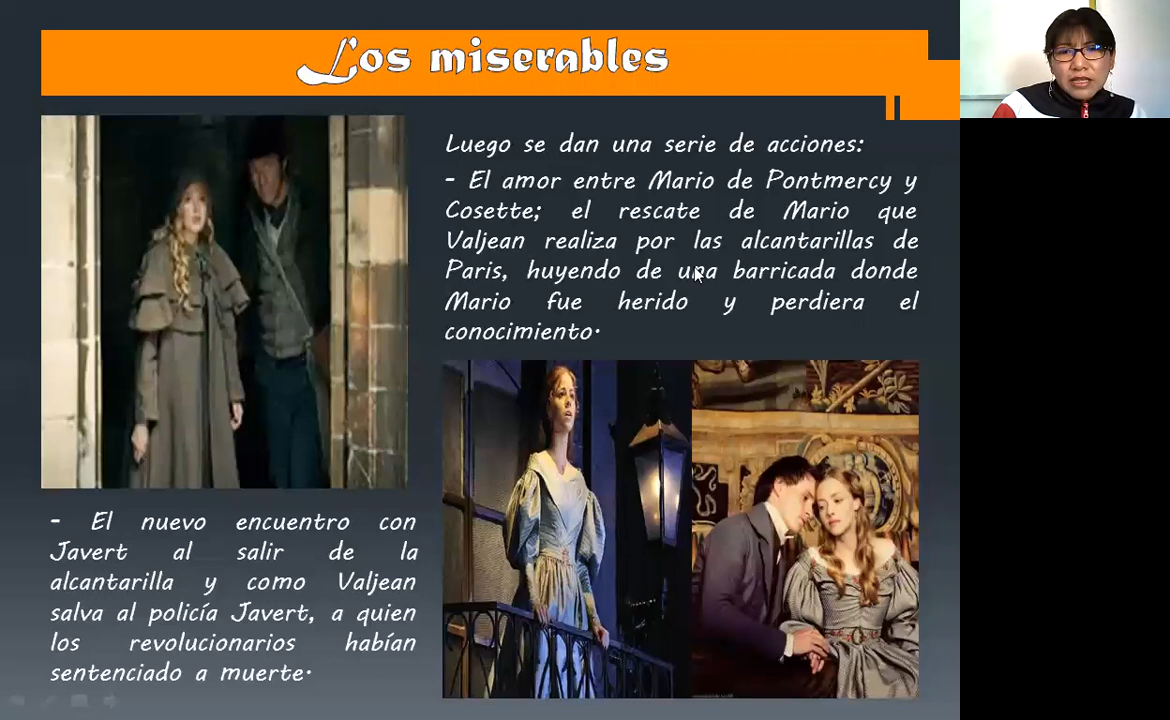 Los miserables
Luego se dan una serie de acciones:
- El amor entre Mario de Pontmercy y
Cosette; el rescate de Mario que
Valjean realiza por las alcantarillas de
Paris, huyendo de una barricada donde
Mario fue herido y perdiera el
conocimiento.
- El nuevo encuentro con
Javert al salir de la
alcantarilla y como Valjean
salva al policía Javert, a quien
los revolucionarios habían
sentenciado a muerte.